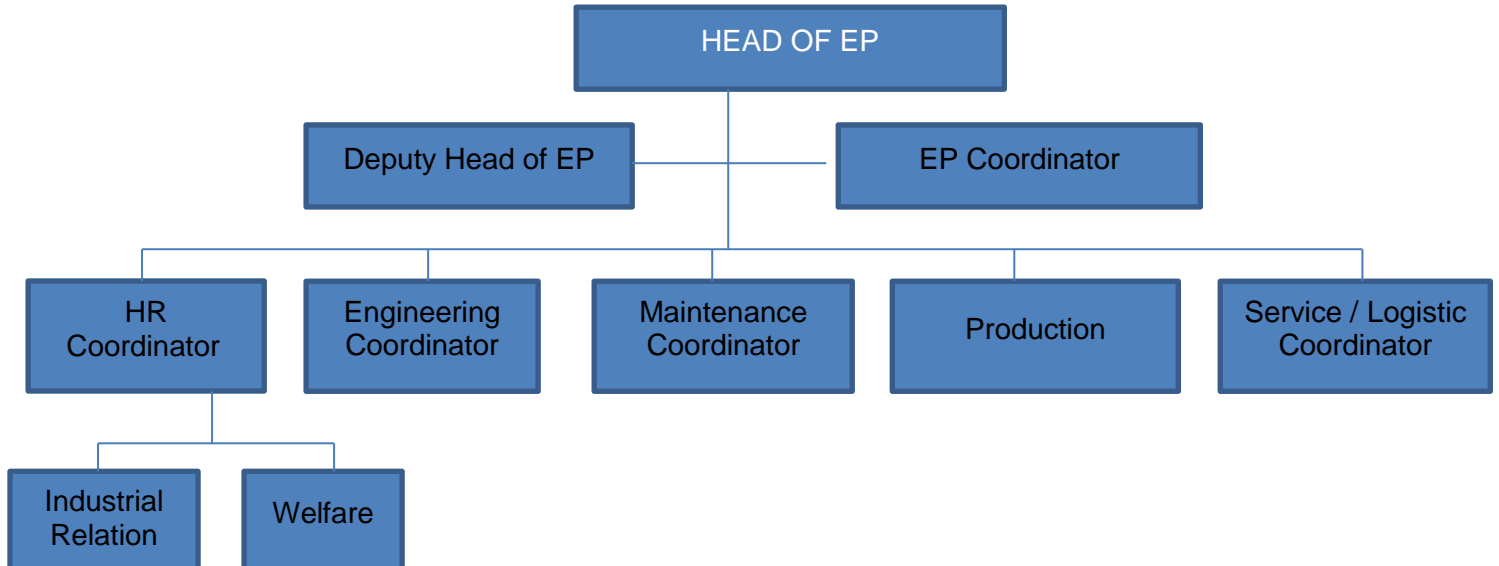 HEAD OF EP
Deputy Head of EP
EP Coordinator
HR
Coordinator
Engineering
Coordinator
Maintenance
Coordinator
Production
Service / Logistic
Coordinator
Industrial
Relation
Welfare